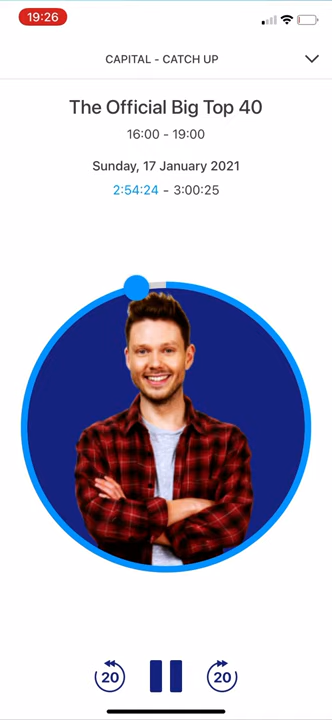 19:26
CAPITAL - CATCH UP
The Official Big Top 40
16:00 - 19:00
Sunday, 17 January 2021
2:54:24 - 3:00:25
20
20